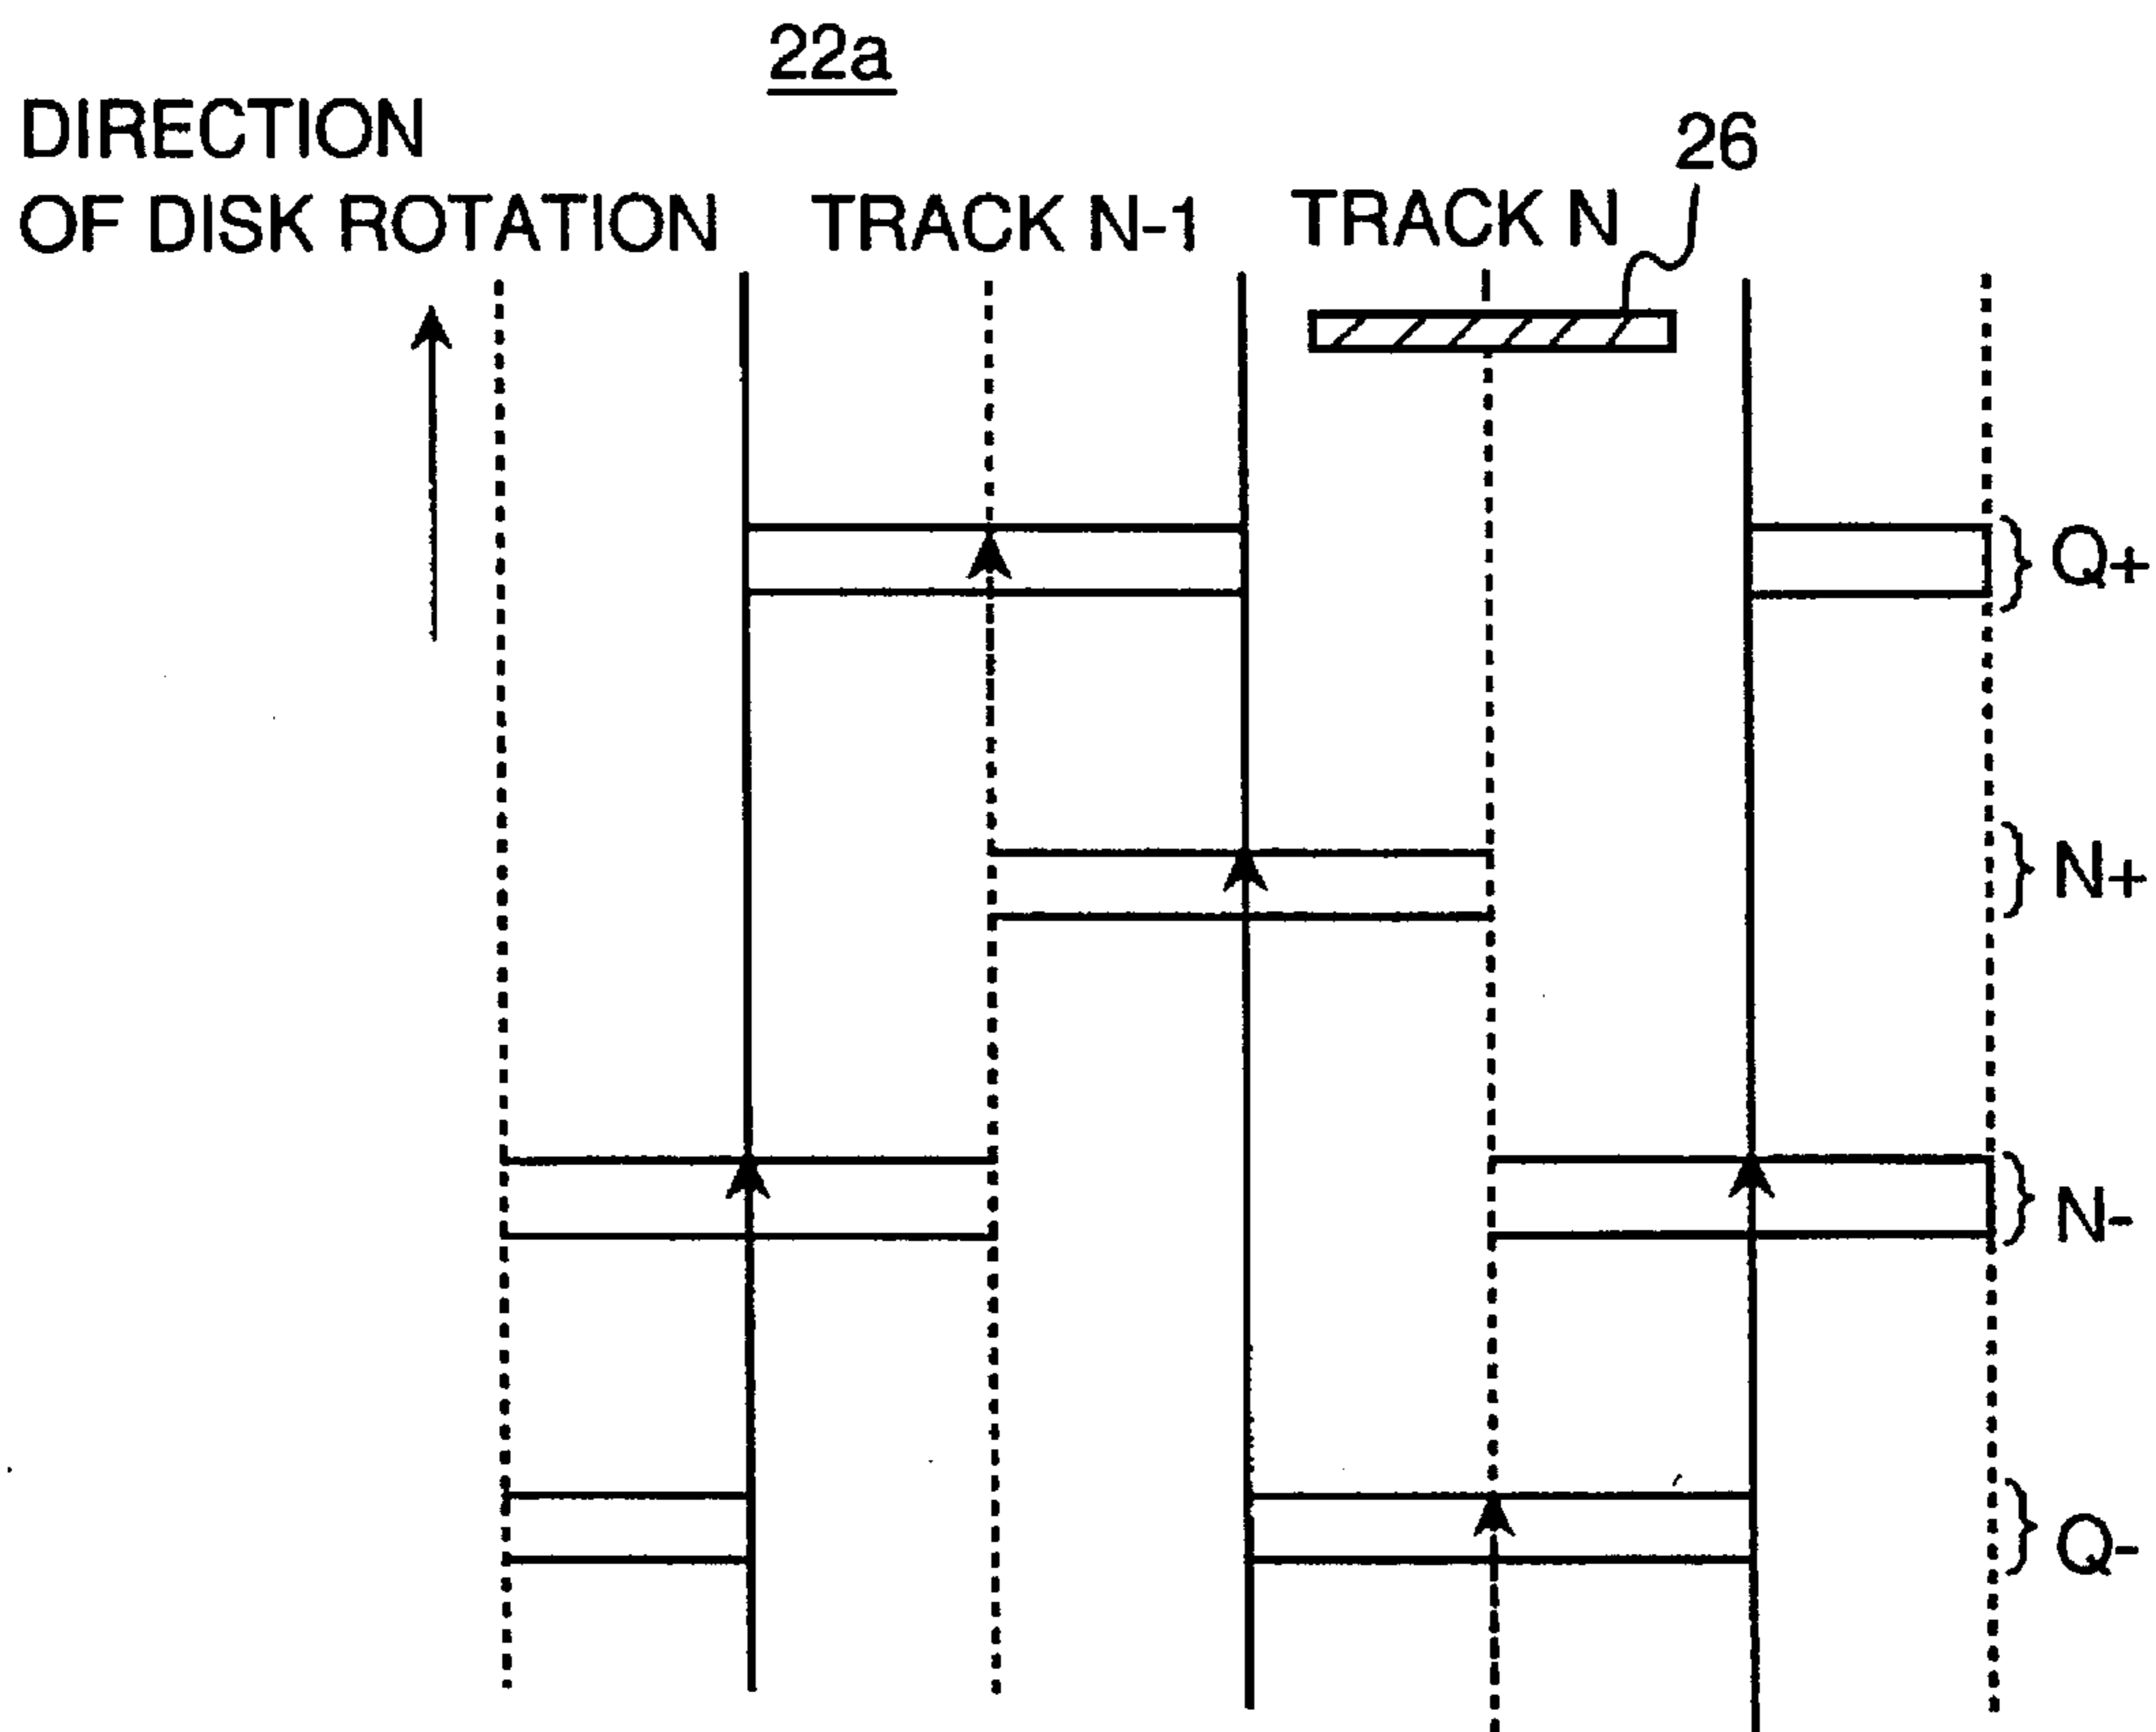 22a
DIRECTION
OF DISK ROTATION
TRACK N-1
TRACK N
26
Q+
N+
N-
Q-